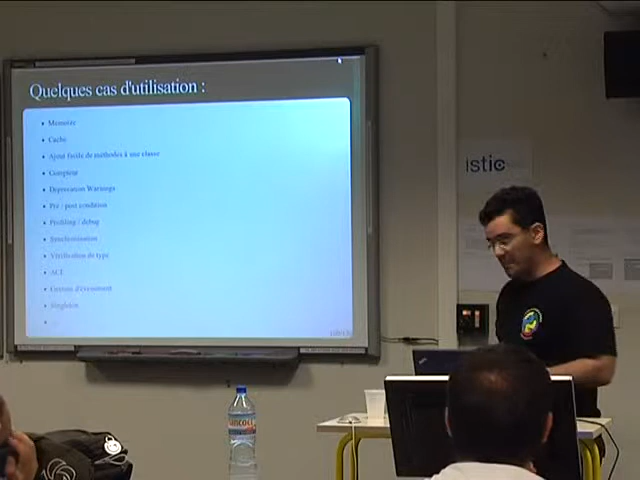 Quelques cas d'utilisation :
Memoize
Cache
Ajout facile de méthodes à une classe
Compteur
Deprecation Warnings
Pre / post condition
Profiling / debug
Synchronisation
Vérification de type
ACL
Gestion d'évenement
Singleton
...
istic